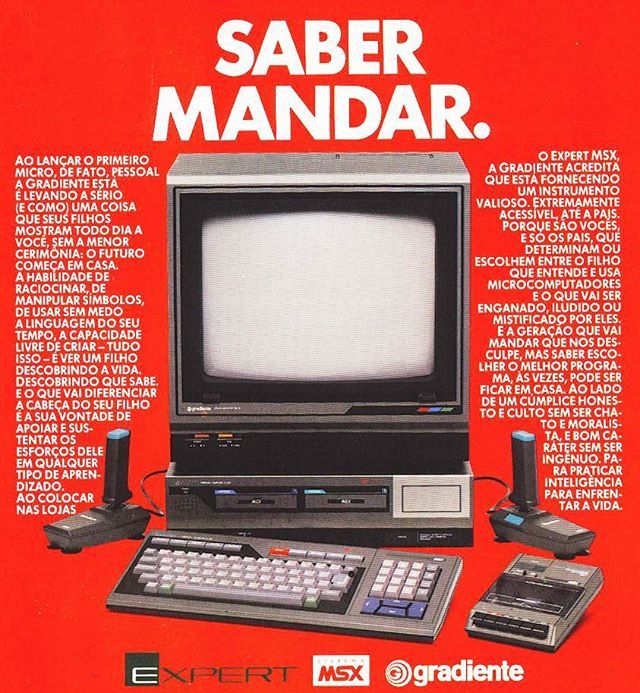 SABER
MANDAR.
AO LANÇAR O PRIMEIRO
MICRO, DE FATO, PESSOAL
A GRADIENTE ESTÁ
É LEVANDO A SÉRIO
(E COMO) UMA COISA
QUE SEUS FILHOS
MOSTRAM TODO DIA A
VOCÊ, SEM A MENOR
CERIMÔNIA: O FUTURO
COMEÇA EM CASA.
A HABILIDADE DE
RACIOCINAR, DE
MANIPULAR SÍMBOLOS,
DE USAR SEM MEDO
A LINGUAGEM DO SEU
TEMPO, A CAPACIDADE
LIVRE DE CRIAR – TUDO
ISSO – É VER UM FILHO
DESCOBRINDO A VIDA.
DESCOBRINDO QUE SABE.
E O QUE VAI DIFERENCIAR
A CABEÇA DO SEU FILHO
É A SUA VONTADE DE
APOIAR E SUS-
TENTAR OS
ESFORÇOS DELE
EM QUALQUER
TIPO DE APREN-
DIZADO.
AO COLOCAR
NAS LOJAS
O EXPERT MSX,
A GRADIENTE ACREDITA
QUE ESTÁ FORNECENDO
UM INSTRUMENTO
VALIOSO. EXTREMAMENTE
ACESSÍVEL, ATÉ A PAIS.
PORQUE SÃO VOCÊS,
E SÓ OS PAIS, QUE
DETERMINAM OU
ESCOLHEM ENTRE O FILHO
QUE ENTENDE E USA
MICROCOMPUTADORES
E O QUE VAI SER
ENGANADO, ILUDIDO OU
MISTIFICADO POR ELES.
É A GERAÇÃO QUE VAI
MANDAR QUE NOS DES-
CULPE, MAS SABER ESCO-
LHER O MELHOR PROGRA-
MA, ÀS VEZES, PODE SER
FICAR EM CASA. AO LADO
DE UM CÚMPLICE HONES-
TO E CULTO SEM SER CHA-
TO E MORALIS-
TA, E BOM CA-
RÁTER SEM SER
INGÊNUO. PA-
RA PRATICAR
INTELIGÊNCIA
PARA ENFREN-
TAR A VIDA.
gradiente
MSX
MSX
EXPERT
SISTEMA
MSX
gradiente